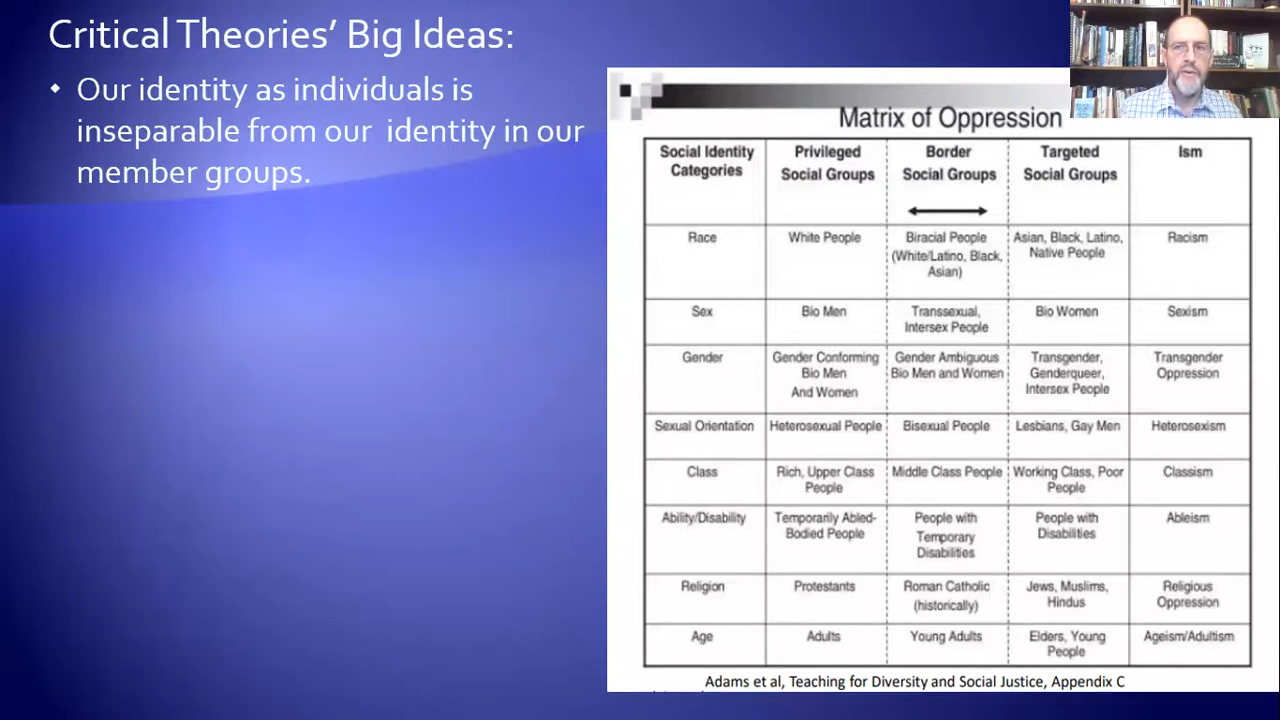 Critical Theories' Big Ideas:
Our identity as individuals is
inseparable from our identity in our
member groups.
Matrix of Oppression
Social Identity
Categories
Privileged
Social Groups
Border
Social Groups
Targeted
Social Groups
Ism
Race
White People
Biracial People
(White/Latino, Black,
Asian)
Asian, Black, Latino,
Native People
Racism
Sex
Bio Men
Transsexual,
Intersex People
Bio Women
Sexism
Gender
Gender Conforming
Bio Men
And Women
Gender Ambiguous
Bio Men and Women
Transgender,
Genderqueer,
Intersex People
Transgender
Oppression
Sexual Orientation
Heterosexual People
Bisexual People
Lesbians, Gay Men
Heterosexism
Class
Rich, Upper Class
People
Middle Class People
Working Class, Poor
People
Classism
Ability/Disability
Temporarily Abled-
Bodied People
People with
Temporary
Disabilities
People with
Disabilities
Ableism
Religion
Protestants
Roman Catholic
(historically)
Jews, Muslims,
Hindus
Religious
Oppression
Age
Adults
Young Adults
Elders, Young
People
Ageism/Adultism
Adams et al, Teaching for Diversity and Social Justice, Appendix C